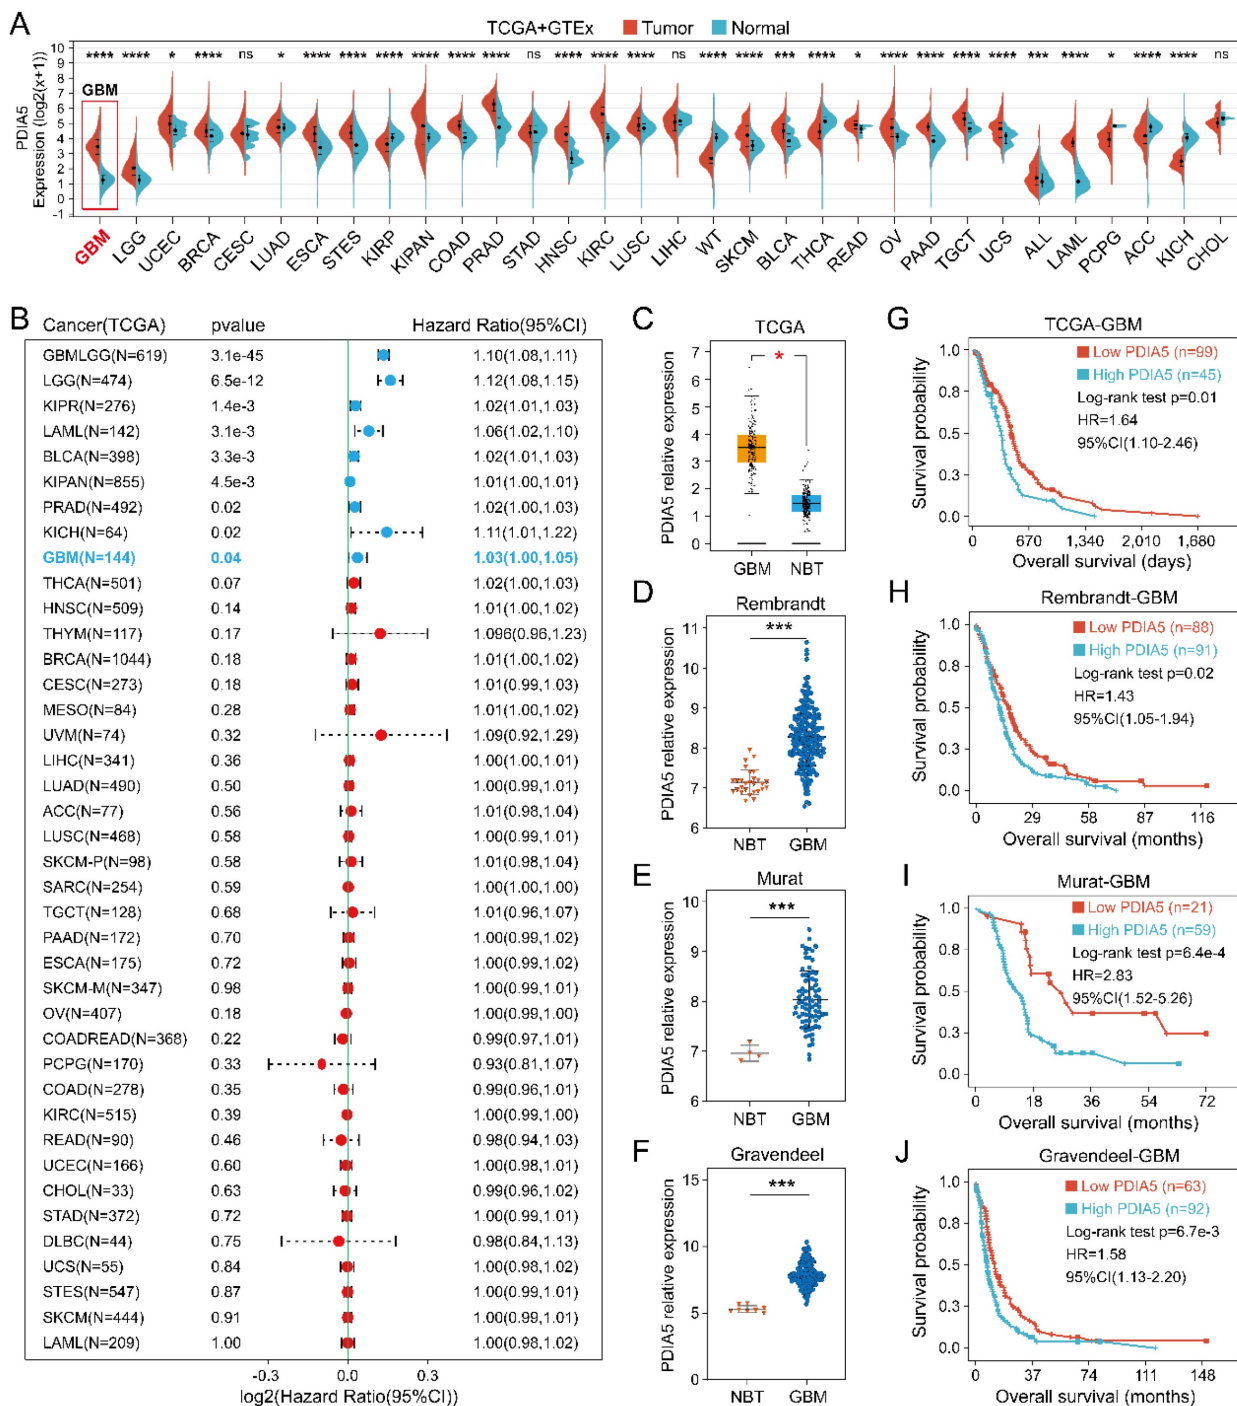 A
TCGA+GTEx Tumor Normal
PDIA5
Expression (log2(x+1))
10
9
8
7
6
5
4
3
2
1
0
-1
**** **** * **** ns * **** **** **** **** **** **** ns **** **** **** ns **** **** *** **** * **** **** **** **** **** **** * **** **** ns
GBM
GBM LGG UCEC BRCA CESC LUAD ESCA STES KIRP KIPAN COAD PRAD STAD HNSC KIRC LUSC LIHC WT SKCM BLCA THCA READ OV PAAD TGCT UCS ALL LAML PCPG ACC KICH CHOL
B
Cancer(TCGA) pvalue Hazard Ratio(95%CI)
GBMLGG(N=619) 3.1e-45 1.10(1.08,1.11)
LGG(N=474) 6.5e-12 1.12(1.08,1.15)
KIPR(N=276) 1.4e-3 1.02(1.01,1.03)
LAML(N=142) 3.1e-3 1.06(1.02,1.10)
BLCA(N=398) 3.3e-3 1.02(1.01,1.03)
KIPAN(N=855) 4.5e-3 1.01(1.00,1.01)
PRAD(N=492) 0.02 1.02(1.00,1.03)
KICH(N=64) 0.02 1.11(1.01,1.22)
GBM(N=144) 0.04 1.03(1.00,1.05)
THCA(N=501) 0.07 1.02(1.00,1.03)
HNSC(N=509) 0.14 1.01(1.00,1.02)
THYM(N=117) 0.17 1.096(0.96,1.23)
BRCA(N=1044) 0.18 1.01(1.00,1.02)
CESC(N=273) 0.18 1.01(0.99,1.03)
MESO(N=84) 0.28 1.01(1.00,1.02)
UVM(N=74) 0.32 1.09(0.92,1.29)
LIHC(N=341) 0.36 1.00(1.00,1.01)
LUAD(N=490) 0.50 1.00(0.99,1.01)
ACC(N=77) 0.56 1.01(0.98,1.04)
LUSC(N=468) 0.58 1.00(0.99,1.01)
SKCM-P(N=98) 0.58 1.01(0.98,1.04)
SARC(N=254) 0.59 1.00(1.00,1.00)
TGCT(N=128) 0.68 1.01(0.96,1.07)
PAAD(N=172) 0.70 1.00(0.99,1.02)
ESCA(N=175) 0.72 1.00(0.99,1.02)
SKCM-M(N=347) 0.98 1.00(0.99,1.01)
OV(N=407) 0.18 1.00(0.99,1.00)
COADREAD(N=368) 0.22 0.99(0.97,1.01)
PCPG(N=170) 0.33 0.93(0.81,1.07)
COAD(N=278) 0.35 0.99(0.96,1.01)
KIRC(N=515) 0.39 1.00(0.99,1.00)
READ(N=90) 0.46 0.98(0.94,1.03)
UCEC(N=166) 0.60 1.00(0.98,1.01)
CHOL(N=33) 0.63 0.99(0.96,1.02)
STAD(N=372) 0.72 1.00(0.99,1.01)
DLBC(N=44) 0.75 0.98(0.84,1.13)
UCS(N=55) 0.84 1.00(0.98,1.02)
STES(N=547) 0.87 1.00(0.99,1.01)
SKCM(N=444) 0.91 1.00(0.99,1.01)
LAML(N=209) 1.00 1.00(0.98,1.02)
-0.3 0.0 0.3
log2(Hazard Ratio(95%CI))
C
TCGA
PDIA5 relative expression
7
6
5
4
3
2
1
0
*
GBM NBT
D
Rembrandt
PDIA5 relative expression
11
10
9
8
7
6
***
NBT GBM
E
Murat
PDIA5 relative expression
10
9
8
7
6
***
NBT GBM
F
Gravendeel
PDIA5 relative expression
15
10
5
0
***
NBT GBM
G
TCGA-GBM
Survival probability
1.0
0.8
0.5
0.3
0.0
Low PDIA5 (n=99)
High PDIA5 (n=45)
Log-rank test p=0.01
HR=1.64
95%CI(1.10-2.46)
0 670 1,340 2,010 1,680
Overall survival (days)
H
Rembrandt-GBM
Survival probability
1.0
0.8
0.5
0.3
0.0
Low PDIA5 (n=88)
High PDIA5 (n=91)
Log-rank test p=0.02
HR=1.43
95%CI(1.05-1.94)
0 29 58 87 116
Overall survival (months)
I
Murat-GBM
Survival probability
1.0
0.8
0.5
0.3
0.0
Low PDIA5 (n=21)
High PDIA5 (n=59)
Log-rank test p=6.4e-4
HR=2.83
95%CI(1.52-5.26)
0 18 36 54 72
Overall survival (months)
J
Gravendeel-GBM
Survival probability
1.0
0.8
0.5
0.3
0.0
Low PDIA5 (n=63)
High PDIA5 (n=92)
Log-rank test p=6.7e-3
HR=1.58
95%CI(1.13-2.20)
0 37 74 111 148
Overall survival (months)